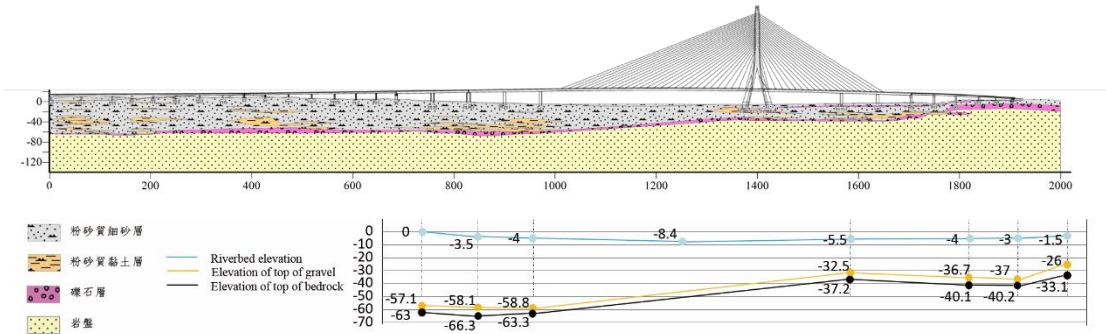 0
-40
-80
-120
0 200 400 600 800 1000 1200 1400 1600 1800 2000
粉砂質細砂層
粉砂質黏土層
礫石層
岩盤
Riverbed elevation
Elevation of top of gravel
Elevation of top of bedrock
0
-10
-20
-30
-40
-50
-60
-70
0 -3.5 -4 -8.4 -5.5 -4 -3 -1.5
-57.1 -58.1 -58.8 -32.5 -36.7 -37 -26
-63 -66.3 -63.3 -37.2 -40.1 -40.2 -33.1